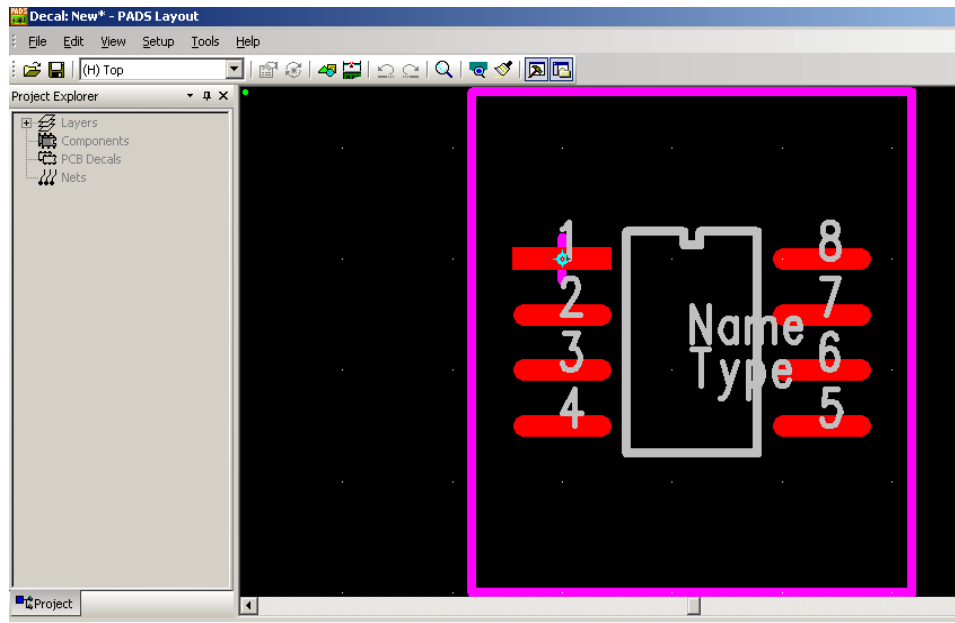 PADS
Decal: New* - PADS Layout
File Edit View Setup Tools Help
(H) Top
Project Explorer
Layers
Components
PCB Decals
Nets
1 8
2 7
Name
3 6
Type
4 5
Project